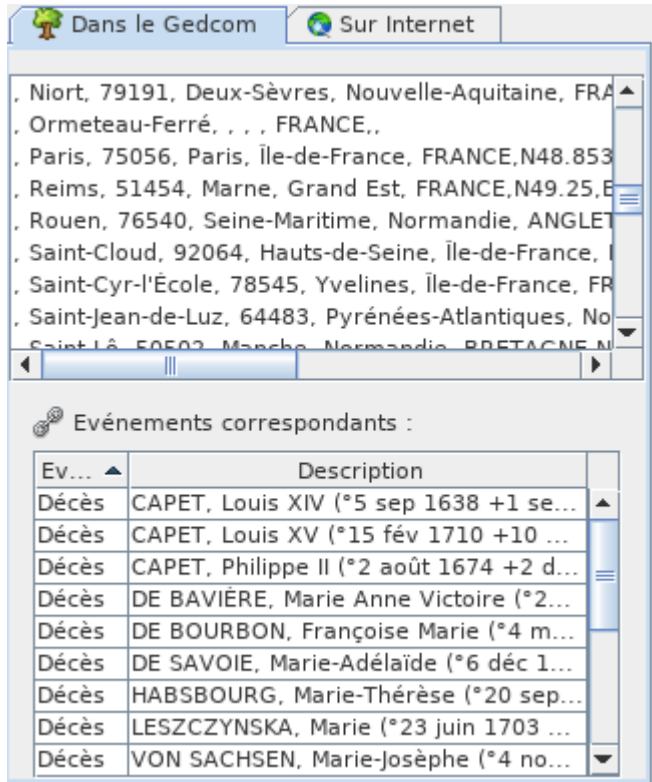 Dans le Gedcom Sur Internet
, Niort, 79191, Deux-Sèvres, Nouvelle-Aquitaine, FRA
, Ormeteau-Ferré, , , , FRANCE,,
, Paris, 75056, Paris, Île-de-France, FRANCE,N48.853
, Reims, 51454, Marne, Grand Est, FRANCE,N49.25,E
, Rouen, 76540, Seine-Maritime, Normandie, ANGLET
, Saint-Cloud, 92064, Hauts-de-Seine, Île-de-France,
, Saint-Cyr-l'École, 78545, Yvelines, Île-de-France, FR
, Saint-Jean-de-Luz, 64483, Pyrénées-Atlantiques, No
, Saint-Lô, 50502, Manche, Normandie, BRETAGNE,N
Evénements correspondants :
Ev... Description
Décès CAPET, Louis XIV (°5 sep 1638 +1 se...
Décès CAPET, Louis XV (°15 fév 1710 +10 ...
Décès CAPET, Philippe II (°2 août 1674 +2 d...
Décès DE BAVIÈRE, Marie Anne Victoire (°2...
Décès DE BOURBON, Françoise Marie (°4 m...
Décès DE SAVOIE, Marie-Adélaïde (°6 déc 1...
Décès HABSBOURG, Marie-Thérèse (°20 sep...
Décès LESZCZYNSKA, Marie (°23 juin 1703 ...
Décès VON SACHSEN, Marie-Josèphe (°4 no...